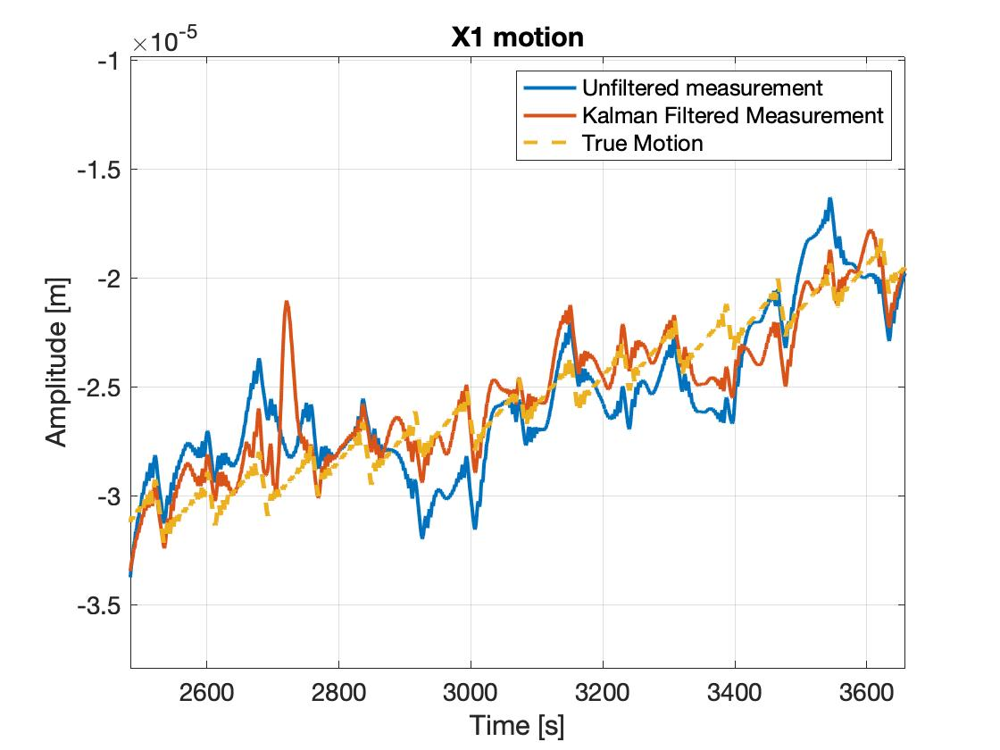 X1 motion
×10^-5
-1
-1.5
-2
-2.5
-3
-3.5
Amplitude [m]
Unfiltered measurement
Kalman Filtered Measurement
True Motion
2600 2800 3000 3200 3400 3600
Time [s]